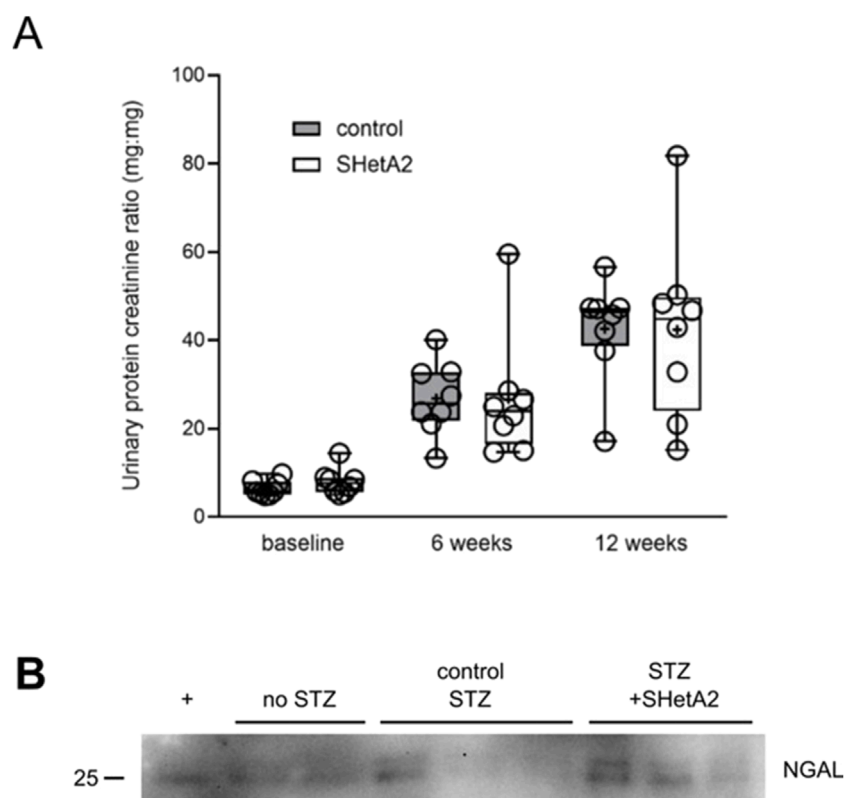 A
Urinary protein creatinine ratio (mg:mg)
100
80
60
40
20
0
control
SHetA2
baseline
6 weeks
12 weeks
B
+
no STZ
control
STZ
STZ
+SHetA2
25
NGAL